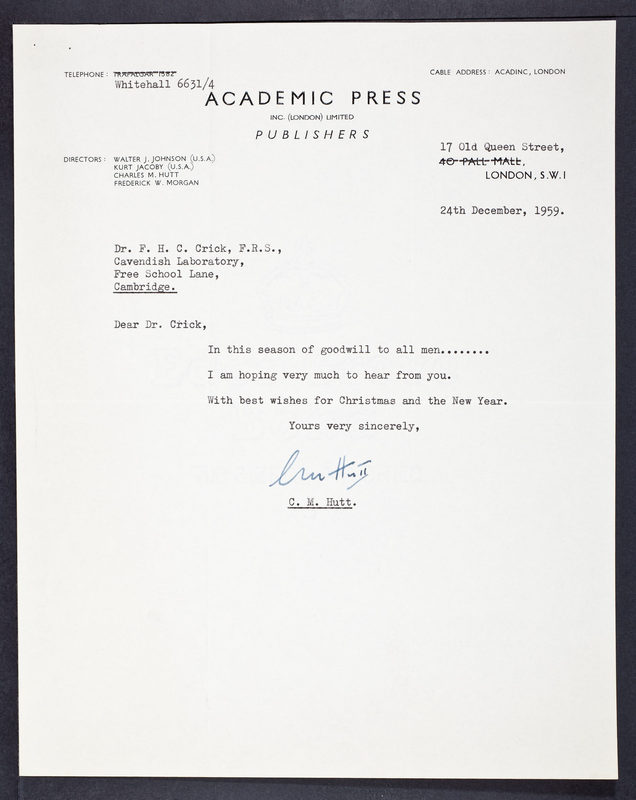 TELEPHONE: TRAFALGAR 1582
Whitehall 6631/4
CABLE ADDRESS: ACADINC, LONDON
ACADEMIC PRESS
INC. (LONDON) LIMITED
PUBLISHERS
17 Old Queen Street,
40 PALL MALL,
LONDON, S.W.1
DIRECTORS: WALTER J. JOHNSON (U.S.A.)
KURT JACOBY (U.S.A.)
CHARLES M. HUTT
FREDERICK W. MORGAN
24th December, 1959.
Dr. F. H. C. Crick, F.R.S.,
Cavendish Laboratory,
Free School Lane,
Cambridge.
Dear Dr. Crick,
In this season of goodwill to all men........
I am hoping very much to hear from you.
With best wishes for Christmas and the New Year.
Yours very sincerely,
CM Hutt
C. M. Hutt.